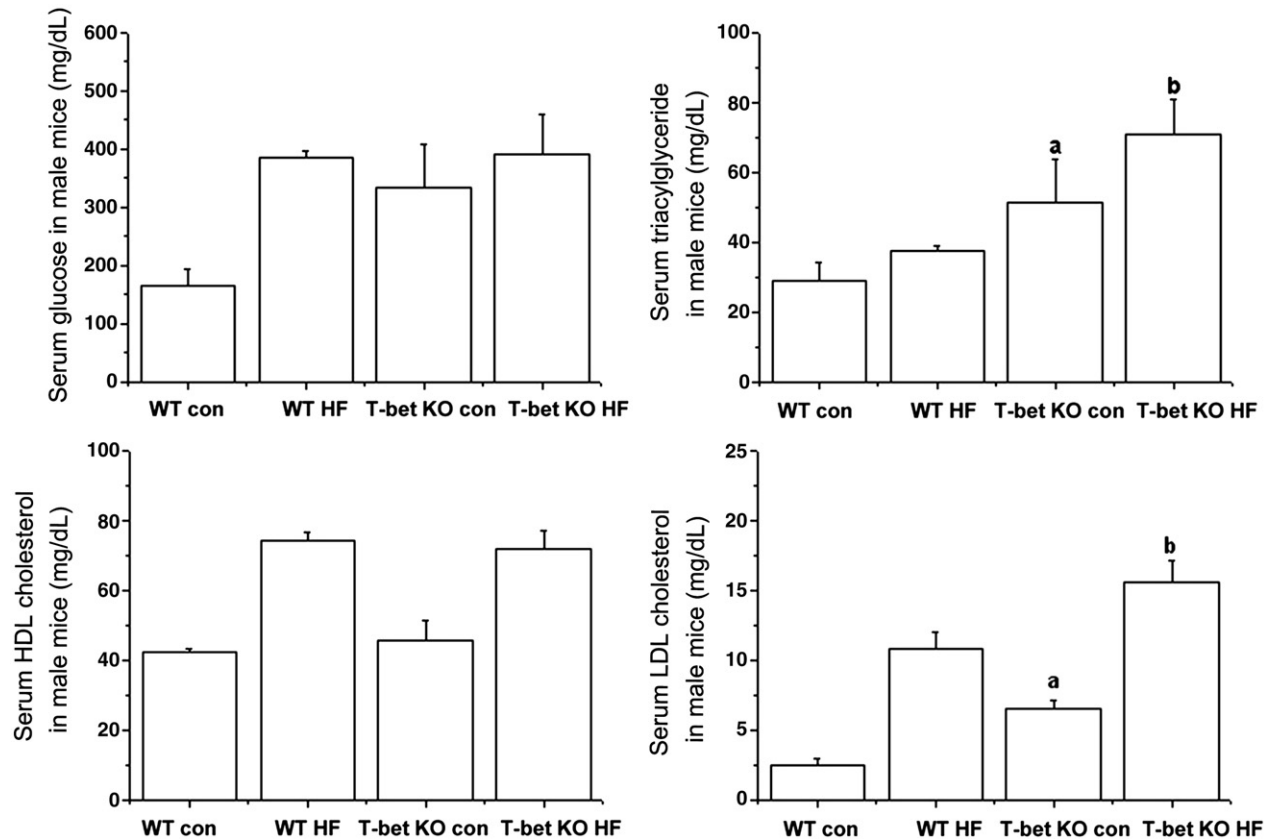 Serum glucose in male mice (mg/dL)
600
500
400
300
200
100
0
WT con WT HF T-bet KO con T-bet KO HF
Serum triacylglyceride
in male mice (mg/dL)
100
80
60
40
20
0
a
b
WT con WT HF T-bet KO con T-bet KO HF
Serum HDL cholesterol
in male mice (mg/dL)
100
80
60
40
20
0
WT con WT HF T-bet KO con T-bet KO HF
Serum LDL cholesterol
in male mice (mg/dL)
25
20
15
10
5
0
a
b
WT con WT HF T-bet KO con T-bet KO HF